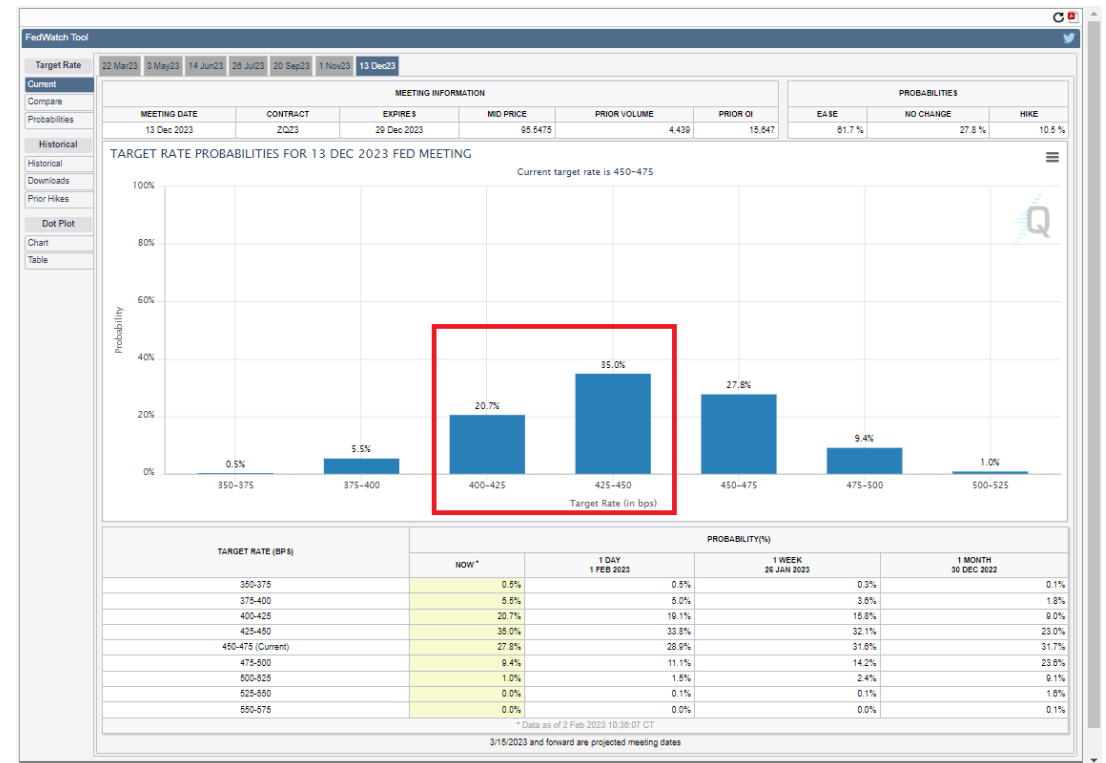 FedWatch Tool
Target Rate
Current
Compare
Probabilities
Historical
Historical
Downloads
Prior Hikes
Dot Plot
Chart
Table
22 Mar23 3 May23 14 Jun23 26 Jul23 20 Sep23 1 Nov23 13 Dec23
MEETING INFORMATION
MEETING DATE CONTRACT EXPIRES MID PRICE PRIOR VOLUME PRIOR OI
13 Dec 2023 ZQZ3 29 Dec 2023 95.5475 4,439 15,647
PROBABILITIES
EASE NO CHANGE HIKE
61.7 % 27.8 % 10.5 %
TARGET RATE PROBABILITIES FOR 13 DEC 2023 FED MEETING
Current target rate is 450-475
Q
Probability
100%
80%
60%
40%
20%
0%
0.5% 5.5% 20.7% 35.0% 27.8% 9.4% 1.0%
350-375 375-400 400-425 425-450 450-475 475-500 500-525
Target Rate (in bps)
TARGET RATE (BPS) PROBABILITY(%)
NOW * 1 DAY 1 WEEK 1 MONTH
1 FEB 2023 26 JAN 2023 30 DEC 2022
350-375 0.5% 0.5% 0.3% 0.1%
375-400 5.5% 5.0% 3.6% 1.8%
400-425 20.7% 19.1% 15.8% 9.0%
425-450 35.0% 33.8% 32.1% 23.0%
450-475 (Current) 27.8% 28.9% 31.6% 31.7%
475-500 9.4% 11.1% 14.2% 23.6%
500-525 1.0% 1.5% 2.4% 9.1%
525-550 0.0% 0.1% 0.1% 1.6%
550-575 0.0% 0.0% 0.0% 0.1%
* Data as of 2 Feb 2023 10:36:07 CT
3/15/2023 and forward are projected meeting dates